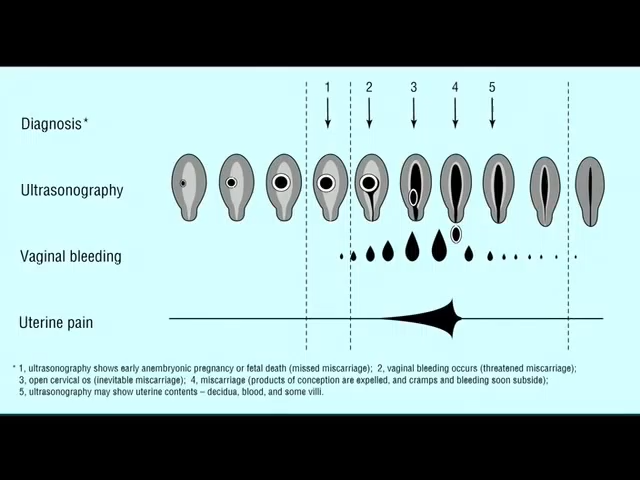 1 2 3 4 5
Diagnosis*
Ultrasonography
Vaginal bleeding
Uterine pain
* 1, ultrasonography shows early anembryonic pregnancy or fetal death (missed miscarriage); 2, vaginal bleeding occurs (threatened miscarriage);
3, open cervical os (inevitable miscarriage); 4, miscarriage (products of conception are expelled, and cramps and bleeding soon subside);
5, ultrasonography may show uterine contents – decidua, blood, and some villi.